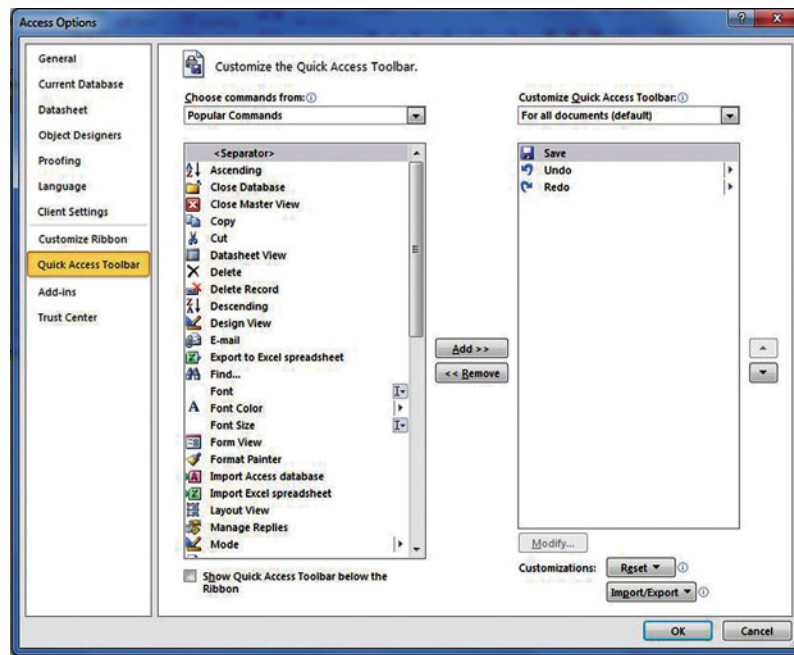 Access Options
General
Current Database
Datasheet
Object Designers
Proofing
Language
Client Settings
Customize Ribbon
Quick Access Toolbar
Add-ins
Trust Center
Customize the Quick Access Toolbar.
Choose commands from:
Popular Commands
<Separator>
Ascending
Close Database
Close Master View
Copy
Cut
Datasheet View
Delete
Delete Record
Descending
Design View
E-mail
Export to Excel spreadsheet
Find...
Font
Font Color
Font Size
Form View
Format Painter
Import Access database
Import Excel spreadsheet
Layout View
Manage Replies
Mode
Show Quick Access Toolbar below the
Ribbon
Add >>
<< Remove
Customize Quick Access Toolbar:
For all documents (default)
Save
Undo
Redo
Modify...
Customizations:
Reset
Import/Export
OK
Cancel